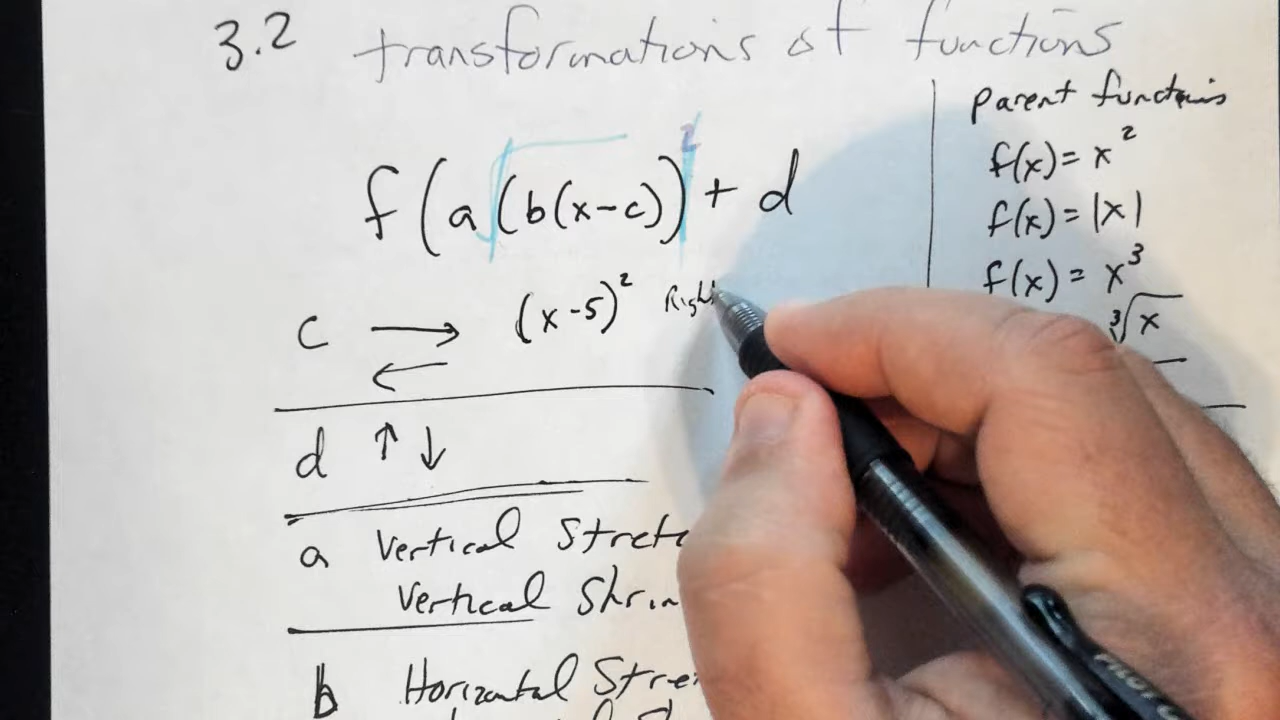 3.2 transformations of functions
parent functions
f(x) = x²
f(x) = |x|
f(x) = x³
∛x
f(a(b(x-c))² + d
c → (x-5)² Right
←
d ↑ ↓
a Vertical Stretc
Vertical Shrin
b Horizontal Stre
PILOT G